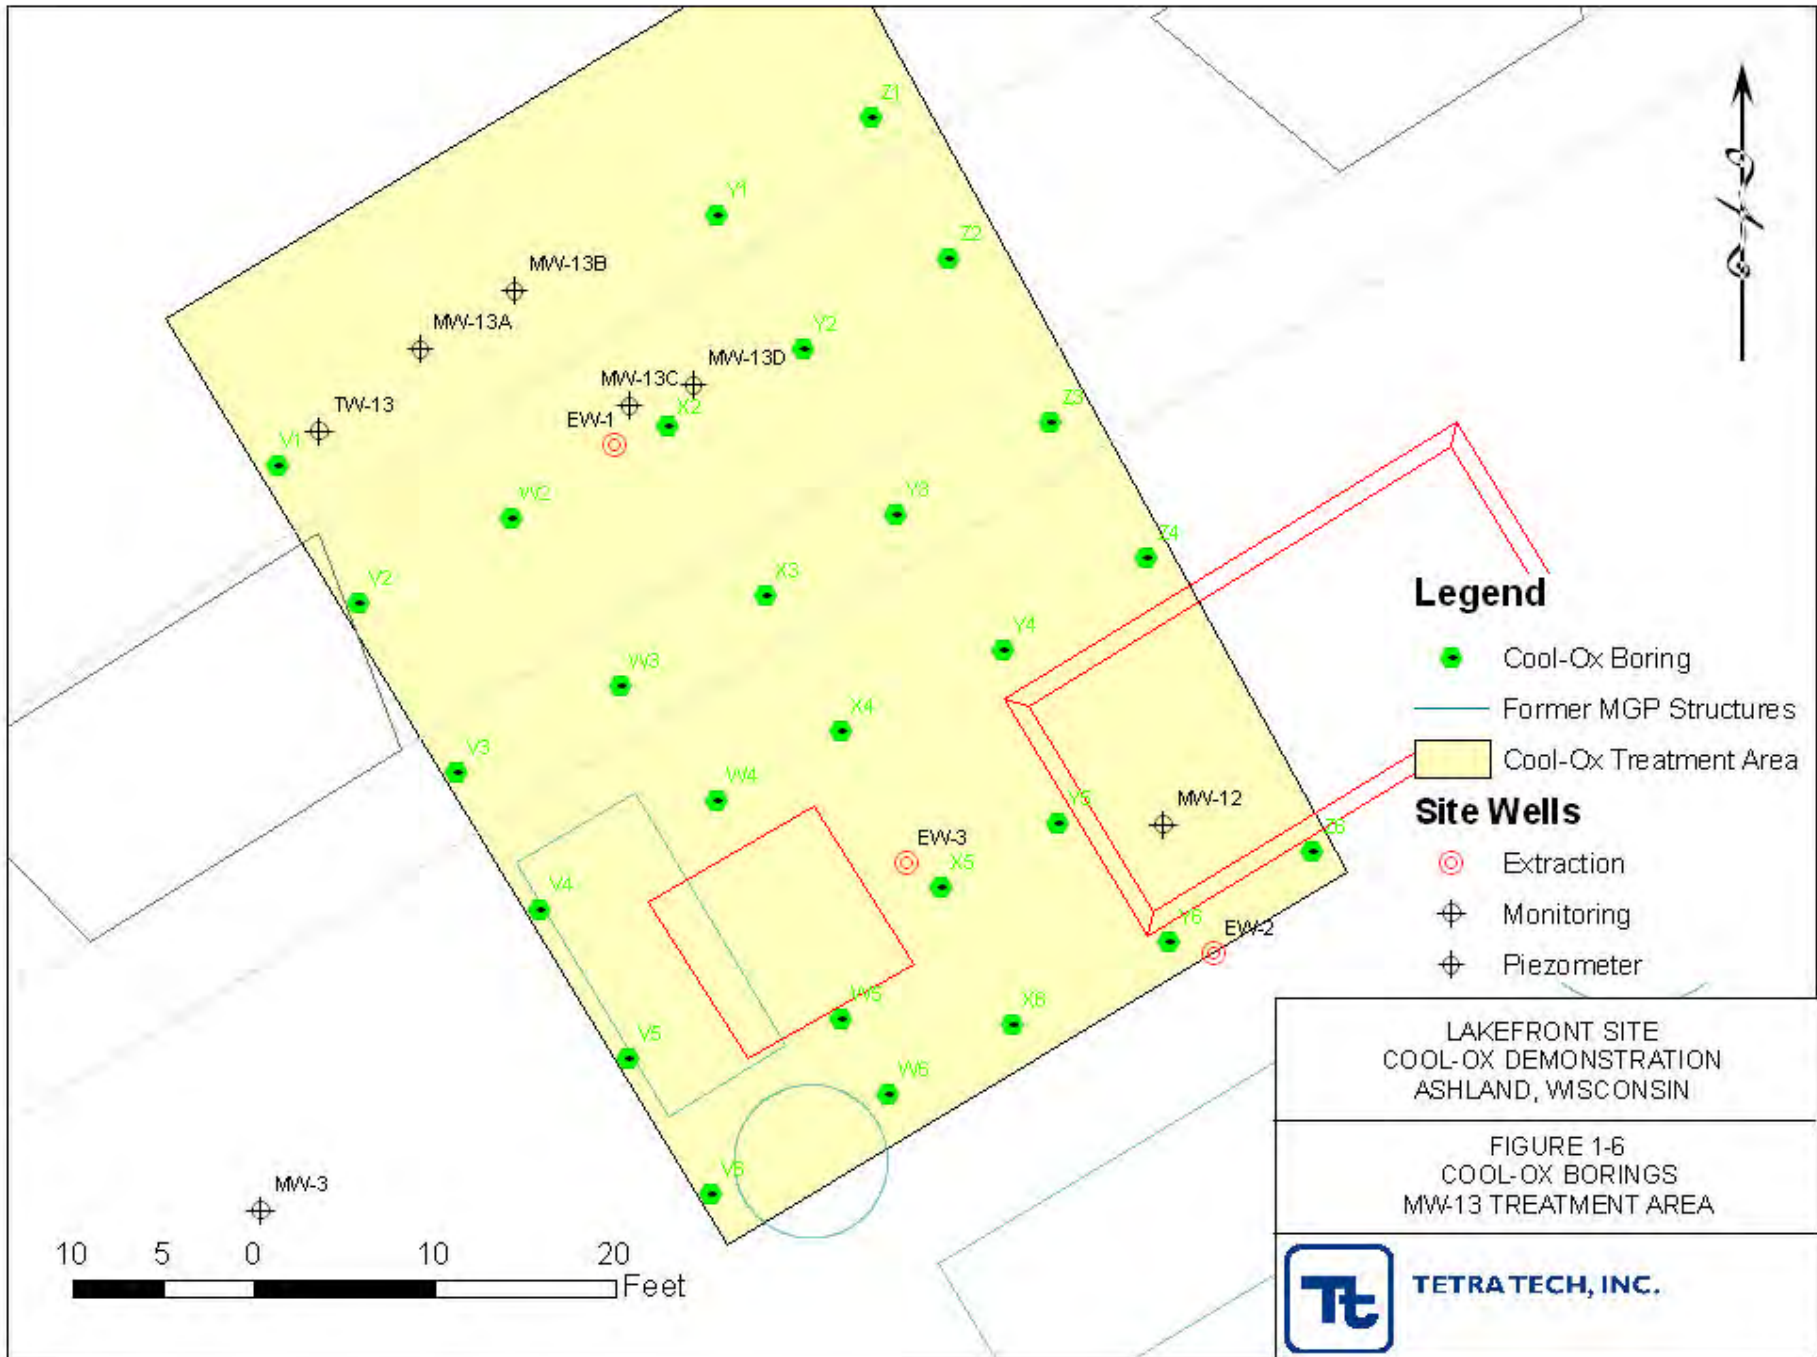 Z1
Y1
Z2
MW-13B
MW-13A
Y2
MW-13D
MW-13C
TW-13
X2
EW-1
Z3
V1
W2
Y3
Z4
X3
V2
Y4
W3
X4
V3
W4
Y5
MW-12
Z6
EW-3
X5
V4
Y6
EW-2
W5
X6
V5
W6
V6
MW-3
10 5 0 10 20
Feet
Legend
Cool-Ox Boring
Former MGP Structures
Cool-Ox Treatment Area
Site Wells
Extraction
Monitoring
Piezometer
LAKEFRONT SITE
COOL-OX DEMONSTRATION
ASHLAND, WISCONSIN
FIGURE 1-6
COOL-OX BORINGS
MW-13 TREATMENT AREA
Tt
TETRA TECH, INC.